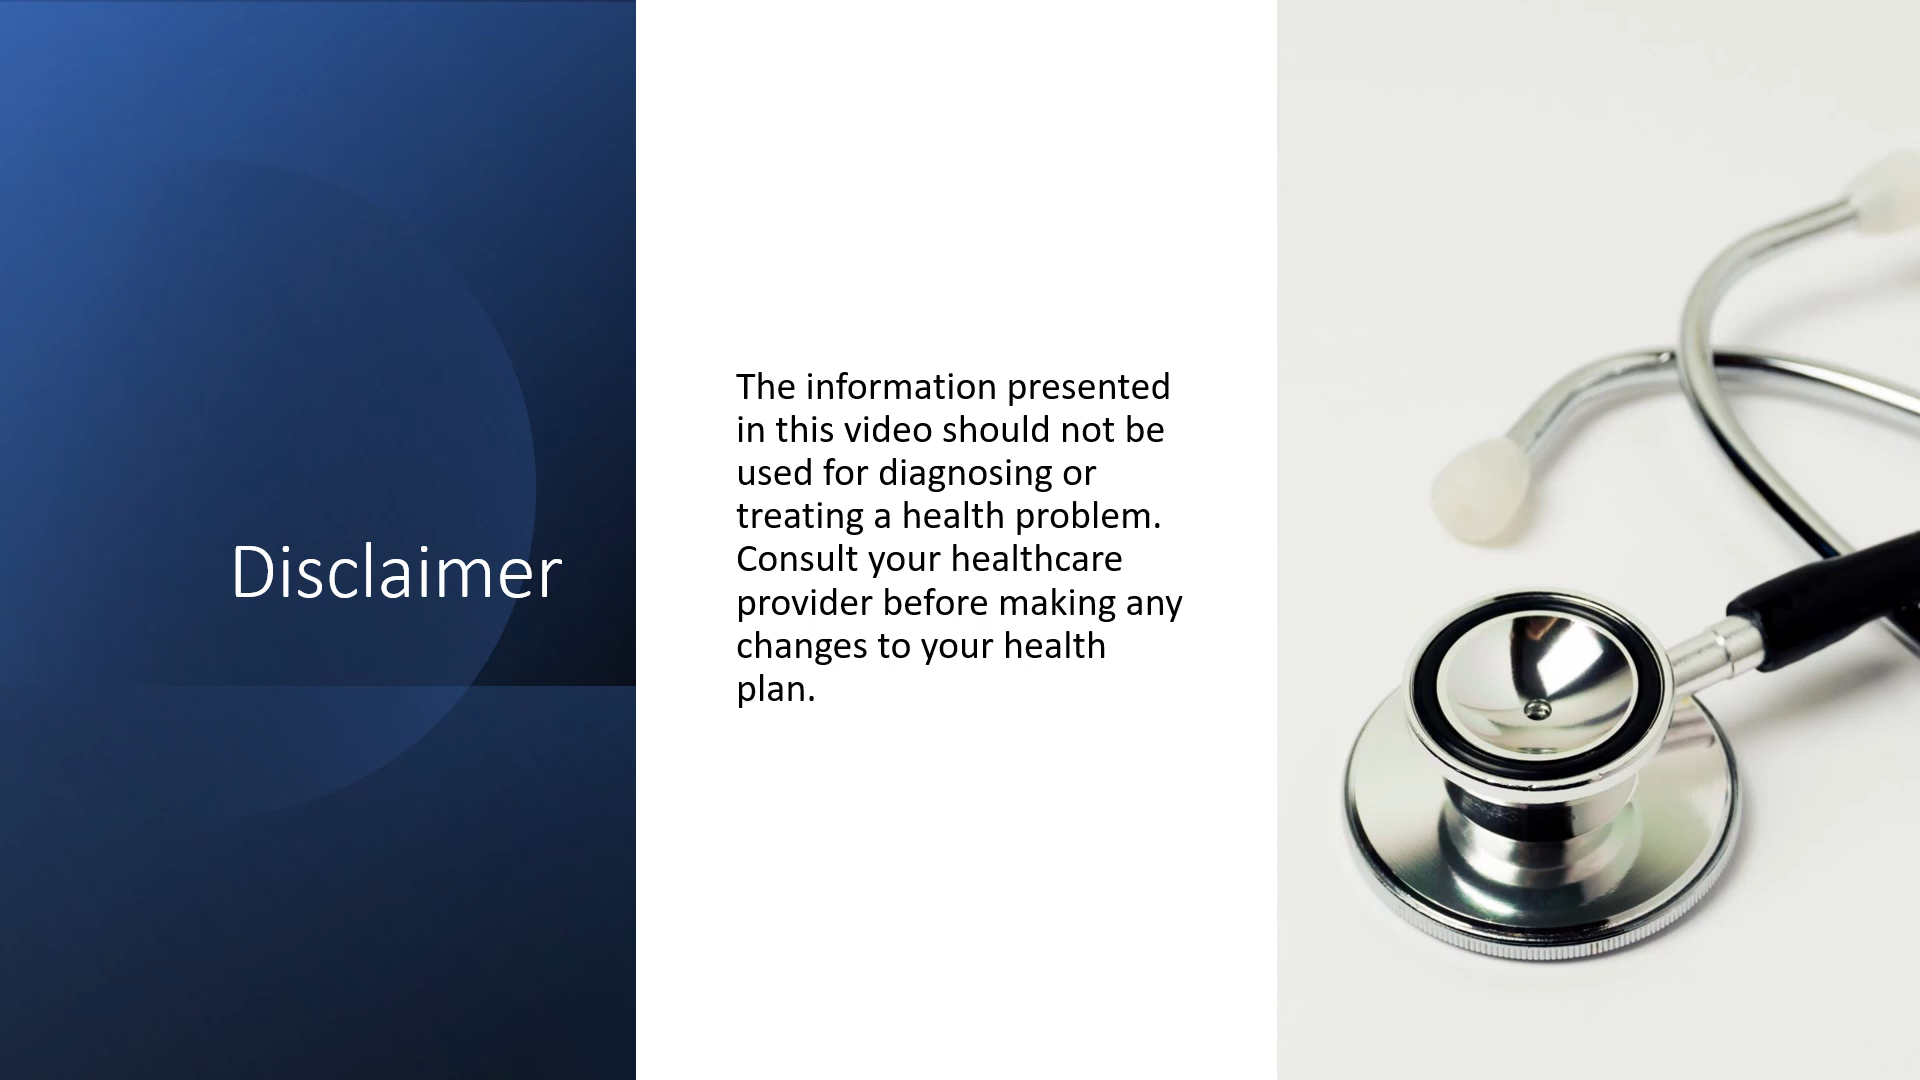 Disclaimer
The information presented
in this video should not be
used for diagnosing or
treating a health problem.
Consult your healthcare
provider before making any
changes to your health
plan.